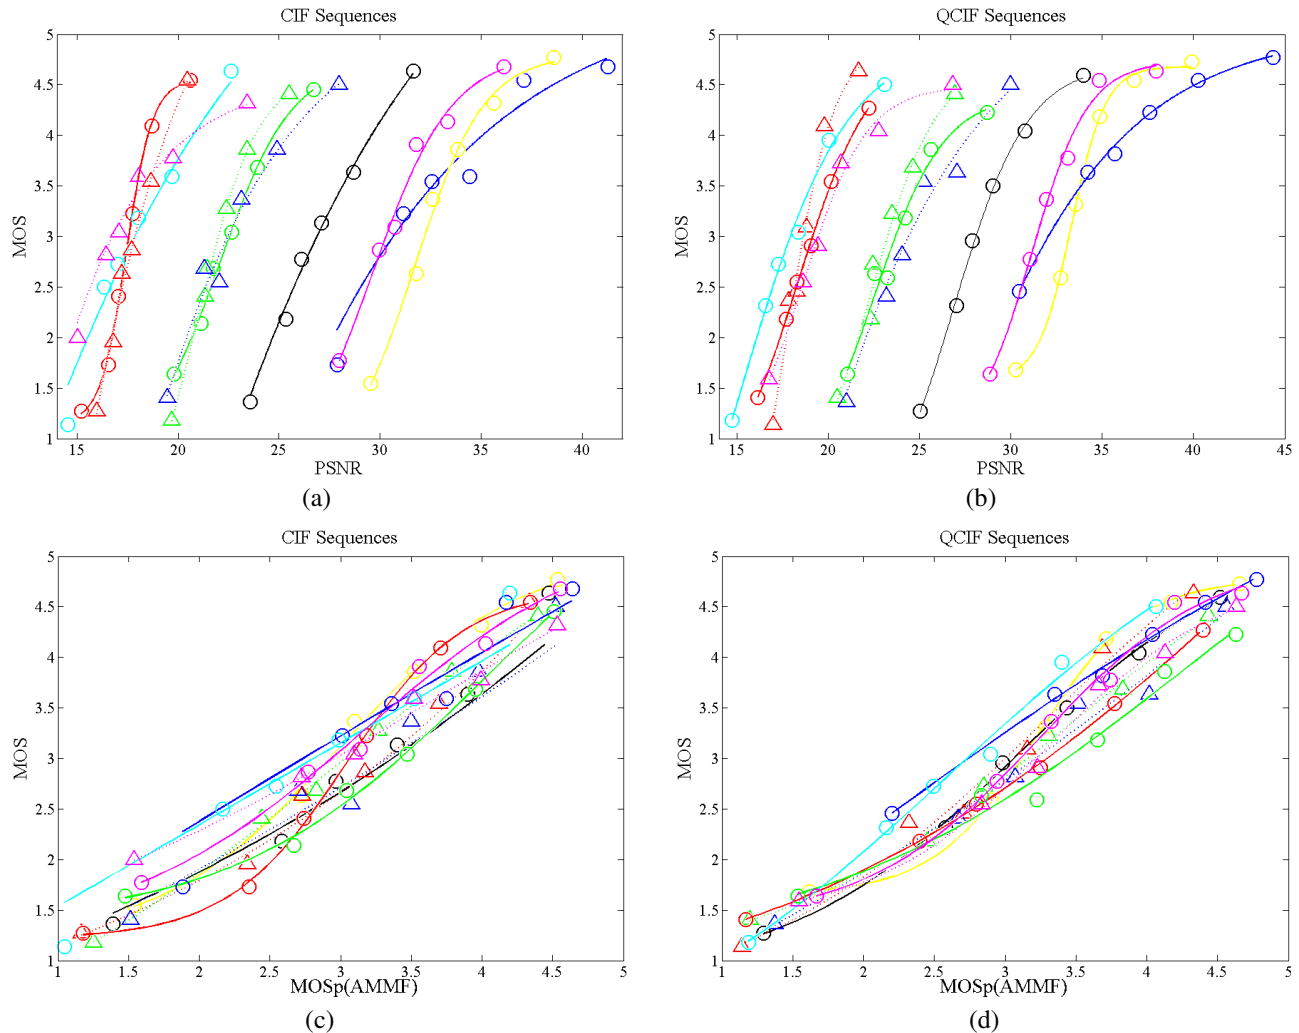 CIF Sequences
5
4.5
4
3.5
3
2.5
2
1.5
1
MOS
15 20 25 30 35 40
PSNR
(a)
QCIF Sequences
5
4.5
4
3.5
3
2.5
2
1.5
1
MOS
15 20 25 30 35 40 45
PSNR
(b)
CIF Sequences
5
4.5
4
3.5
3
2.5
2
1.5
1
MOS
1 1.5 2 2.5 3 3.5 4 4.5 5
MOSp(AMMF)
(c)
QCIF Sequences
5
4.5
4
3.5
3
2.5
2
1.5
1
MOS
1 1.5 2 2.5 3 3.5 4 4.5 5
MOSp(AMMF)
(d)